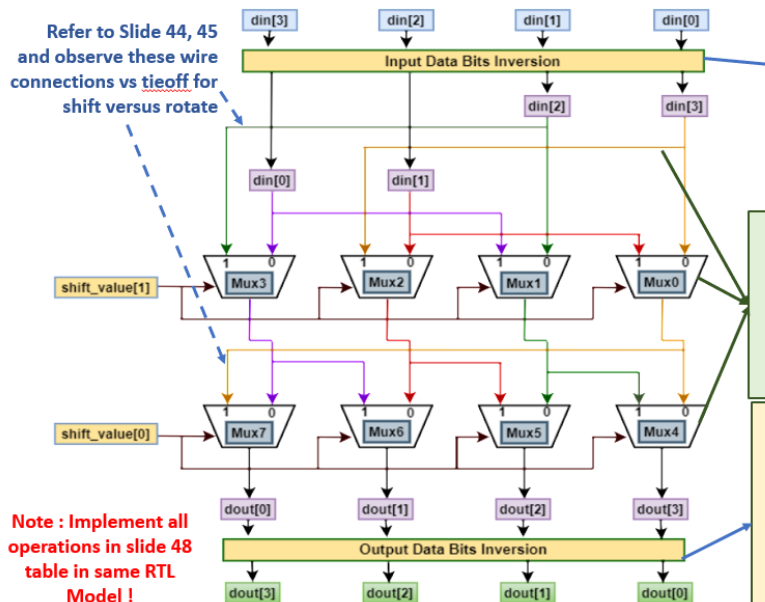 din[3] din[2] din[1] din[0]
Refer to Slide 44, 45
and observe these wire
connections vs tieoff for
shift versus rotate
Input Data Bits Inversion
din[2] din[3]
din[0] din[1]
1 0 1 0 1 0 1 0
Mux3 Mux2 Mux1 Mux0
shift_value[1]
1 0 1 0 1 0 1 0
Mux7 Mux6 Mux5 Mux4
shift_value[0]
dout[0] dout[1] dout[2] dout[3]
Note : Implement all
operations in slide 48
table in same RTL
Model !
Output Data Bits Inversion
dout[3] dout[2] dout[1] dout[0]